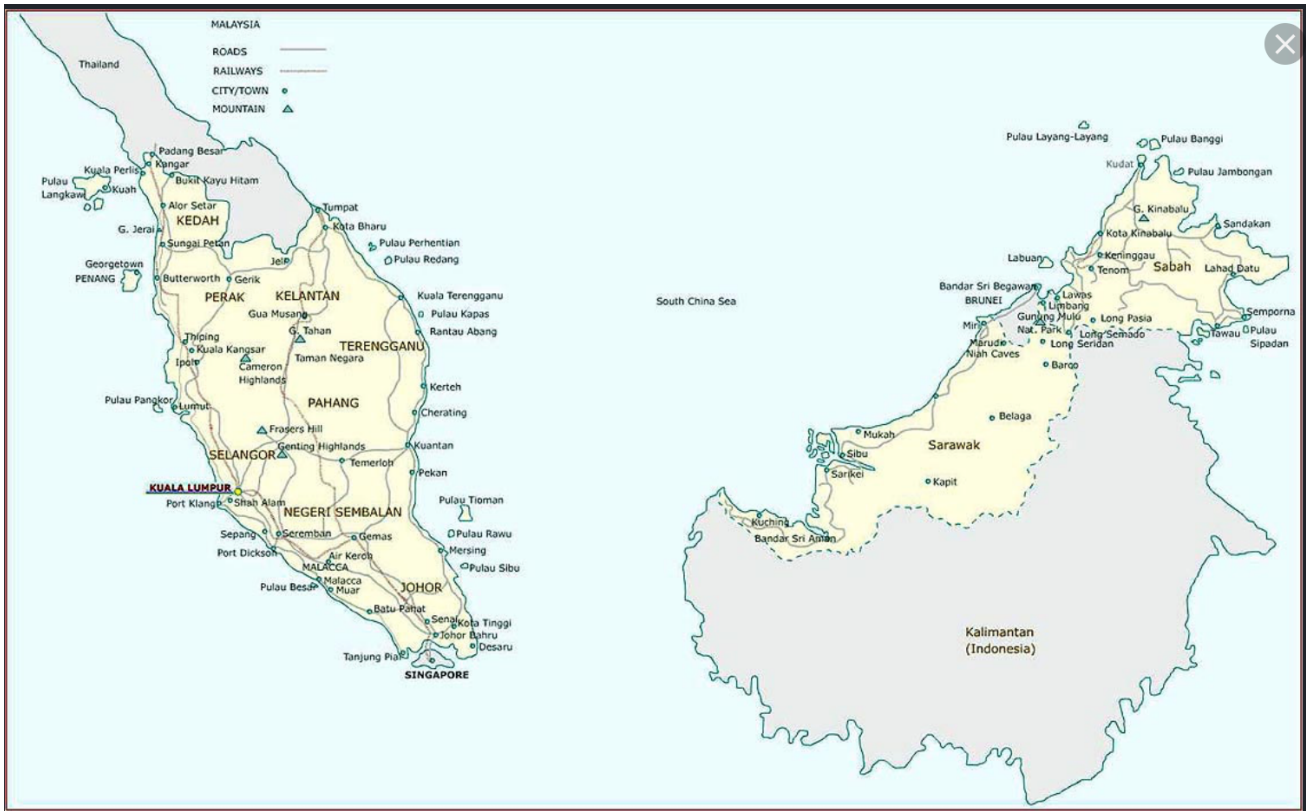 MALAYSIA
ROADS
RAILWAYS
CITY/TOWN
MOUNTAIN
Thailand
Padang Besar
Kangar
Kuala Perlis
Bukit Kayu Hitam
Pulau
Langkawi
Kuah
Alor Setar
KEDAH
G. Jerai
Sungai Petan
Georgetown
PENANG
Butterworth
Gerik
Jeli
Tumpat
Kota Bharu
Pulau Perhentian
Pulau Redang
PERAK
KELANTAN
Gua Musang
G. Tahan
Kuala Terengganu
Pulau Kapas
Rantau Abang
TERENGGANU
Thiping
Kuala Kangsar
Ipoh
Taman Negara
Cameron
Highlands
Kerteh
PAHANG
Cherating
Pulau Pangkor
Lumut
Frasers Hill
Genting Highlands
Kuantan
SELANGOR
Temerloh
Pekan
KUALA LUMPUR
Port Klang
Shah Alam
NEGERI SEMBALAN
Pulau Tioman
Sepang
Seremban
Gemas
Pulau Rawu
Port Dickson
Air Keroh
Mersing
MALACCA
Pulau Sibu
Malacca
Pulau Besar
Muar
JOHOR
Batu Pahat
Senai
Kota Tinggi
Johor Bahru
Desaru
Tanjung Piai
SINGAPORE
South China Sea
Pulau Layang-Layang
Pulau Banggi
Kudat
Pulau Jambongan
G. Kinabalu
Sandakan
Kota Kinabalu
Labuan
Keninggau
Tenom
Sabah
Lahad Datu
Bandar Sri Begawan
BRUNEI
Lawas
Limbang
Gunung Mulu
Nat. Park
Long Pasia
Semporna
Miri
Long Semado
Tawau
Pulau
Sipadan
Marudi
Long Seridan
Niah Caves
Bareo
Belaga
Mukah
Sarawak
Sibu
Sarikei
Kapit
Kuching
Bandar Sri Aman
Kalimantan
(Indonesia)